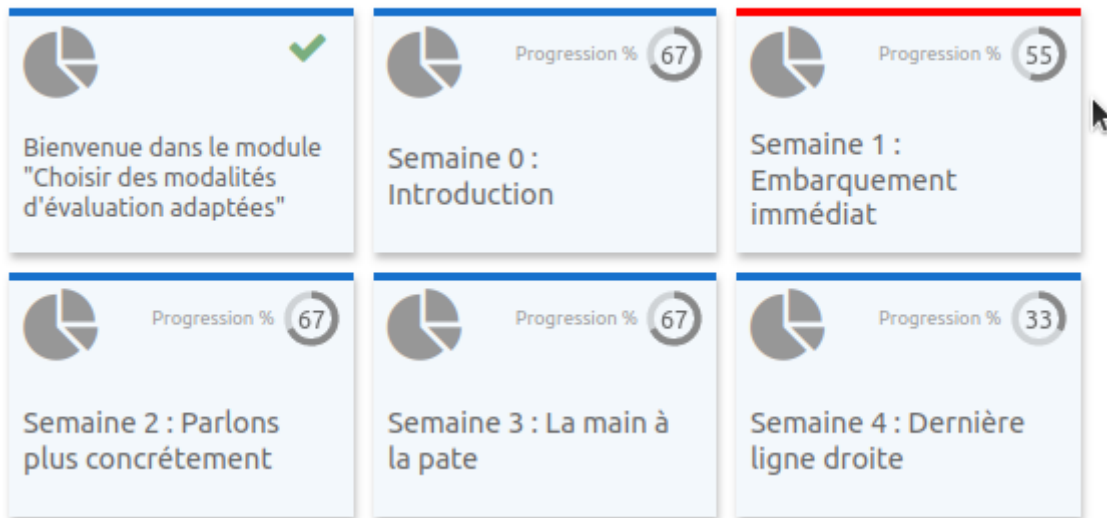 Bienvenue dans le module
"Choisir des modalités
d'évaluation adaptées"
Progression % 67
Semaine 0 :
Introduction
Progression % 55
Semaine 1 :
Embarquement
immédiat
Progression % 67
Semaine 2 : Parlons
plus concrétement
Progression % 67
Semaine 3 : La main à
la pate
Progression % 33
Semaine 4 : Dernière
ligne droite